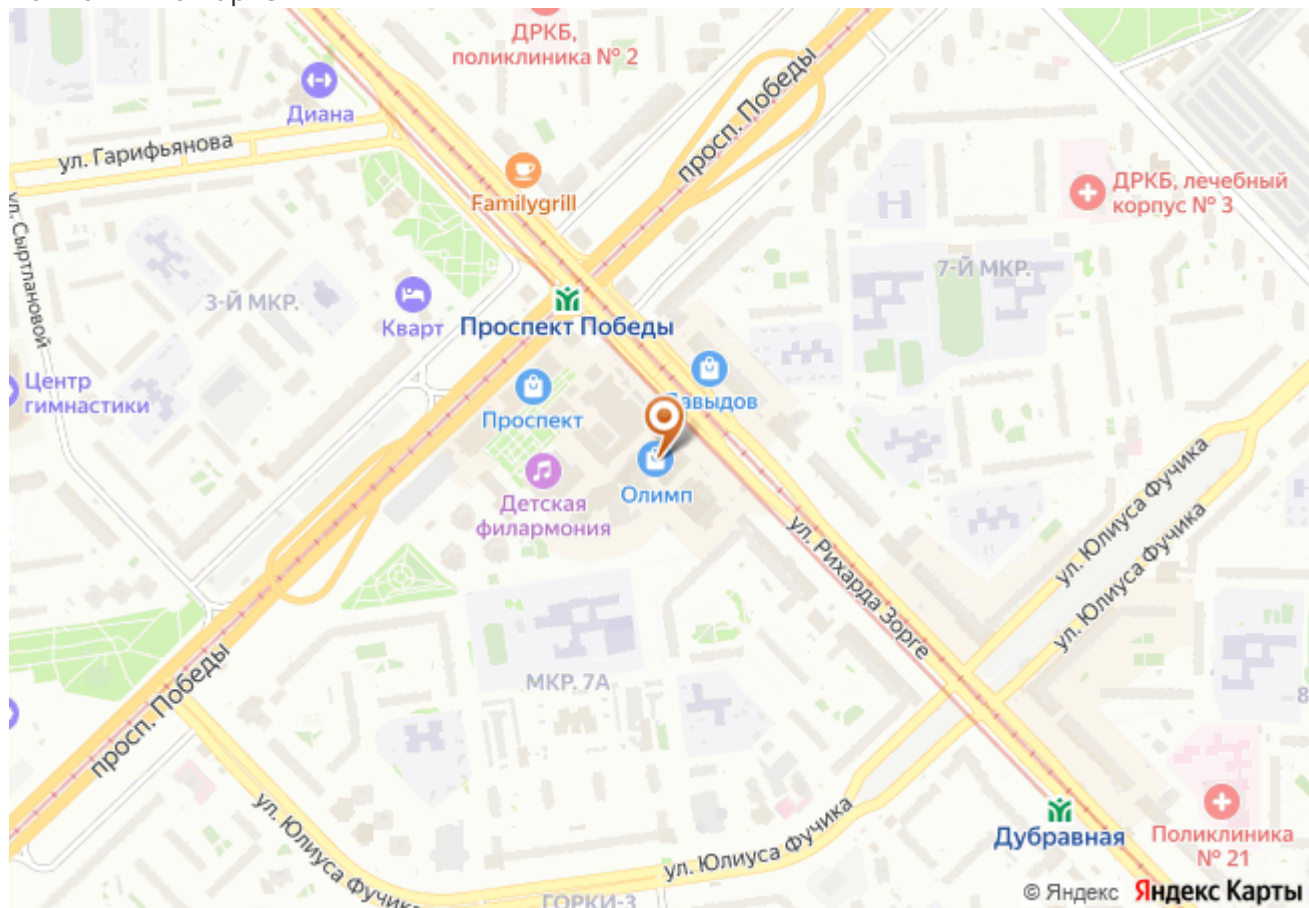 ДРКБ,
поликлиника № 2
Диана
просп. Победы
ул. Гарифьянова
Familygrill
ДРКБ, лечебный
корпус № 3
ул. Сыртлановой
3-Й МКР.
7-Й МКР.
Кварт
Проспект Победы
Центр
гимнастики
Проспект
Олимп
Детская
филармония
ул. Юлиуса Фучика
ул. Юлиуса Фучика
ул. Рихарда Зорге
МКР. 7А
просп. Победы
ул. Юлиуса Фучика
ул. Юлиуса Фучика
Дубравная
Поликлиника
№ 21
ГОРКИ-3
© Яндекс Яндекс Карты